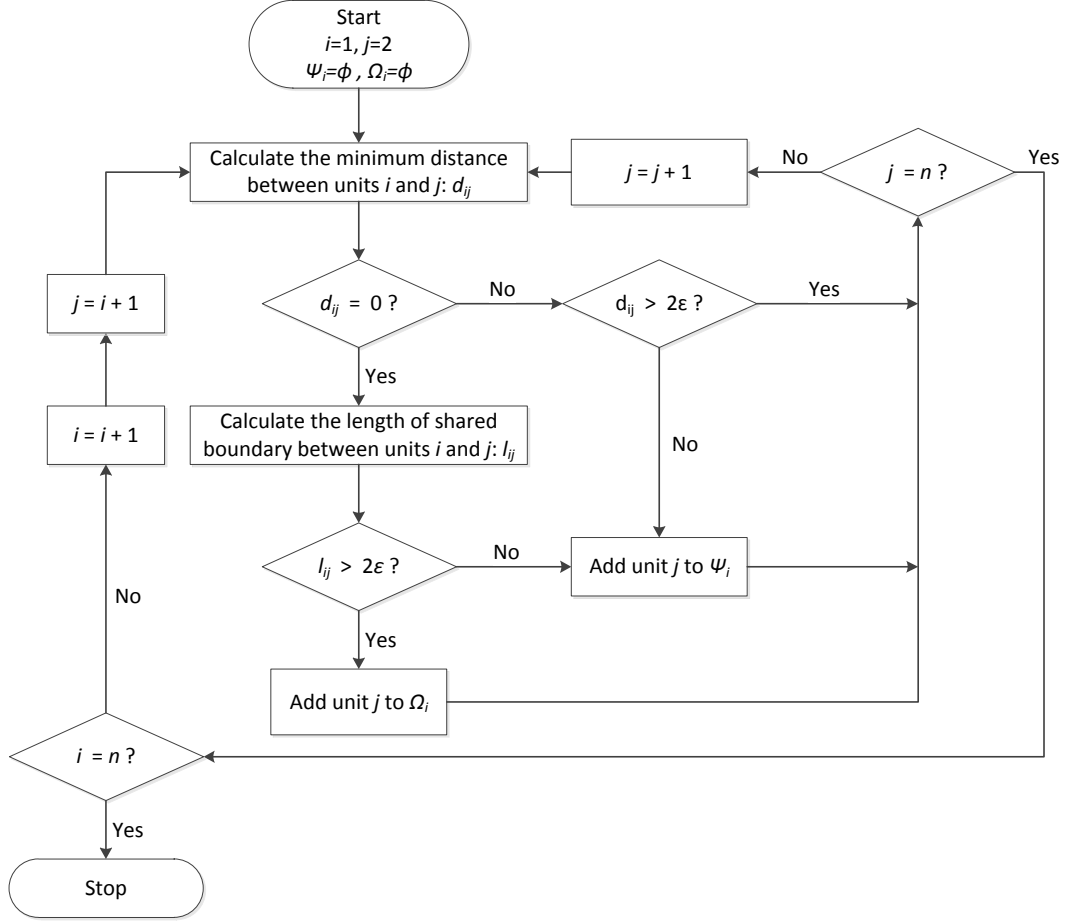 Start
i=1, j=2
Ψi=ϕ , Ωi=ϕ
Calculate the minimum distance
between units i and j: dij
j = j + 1
No
j = n ?
Yes
j = i + 1
dij = 0 ?
No
dij > 2ε ?
Yes
Yes
i = i + 1
Calculate the length of shared
boundary between units i and j: lij
No
lij > 2ε ?
No
Add unit j to Ψi
No
Yes
Add unit j to Ωi
i = n ?
Yes
Stop